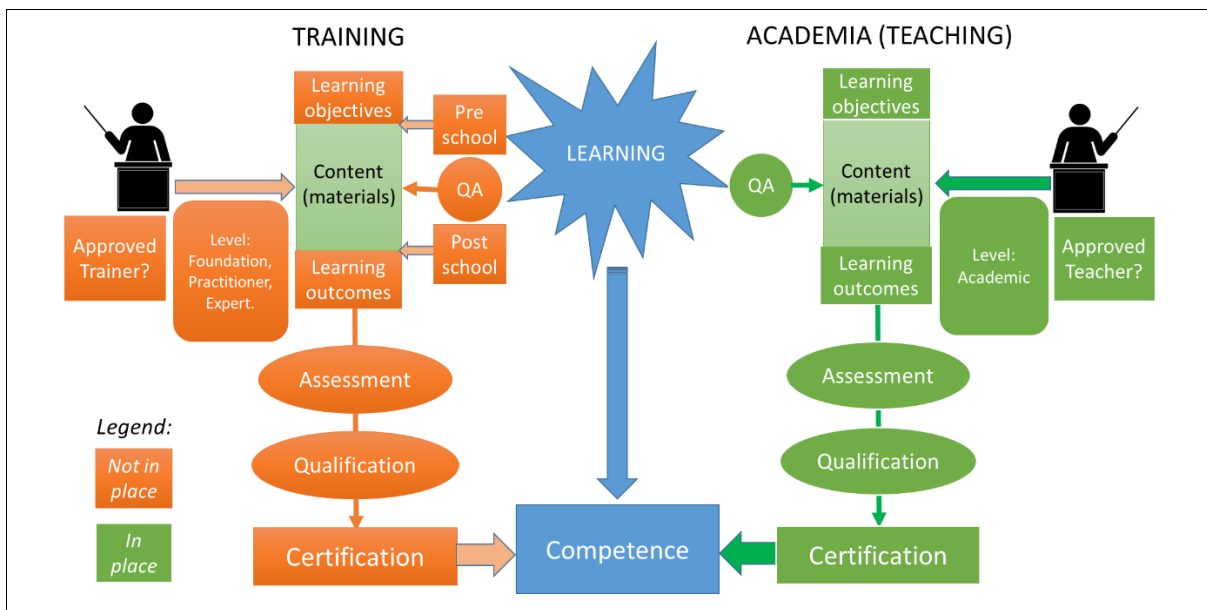 TRAINING
ACADEMIA (TEACHING)
Learning
objectives
Pre
school
Content
(materials)
QA
Post
school
Learning
outcomes
Approved
Trainer?
Level:
Foundation,
Practitioner,
Expert.
Assessment
Qualification
Certification
LEARNING
Competence
Learning
objectives
QA
Content
(materials)
Learning
outcomes
Level:
Academic
Approved
Teacher?
Assessment
Qualification
Certification
Legend:
Not in
place
In
place